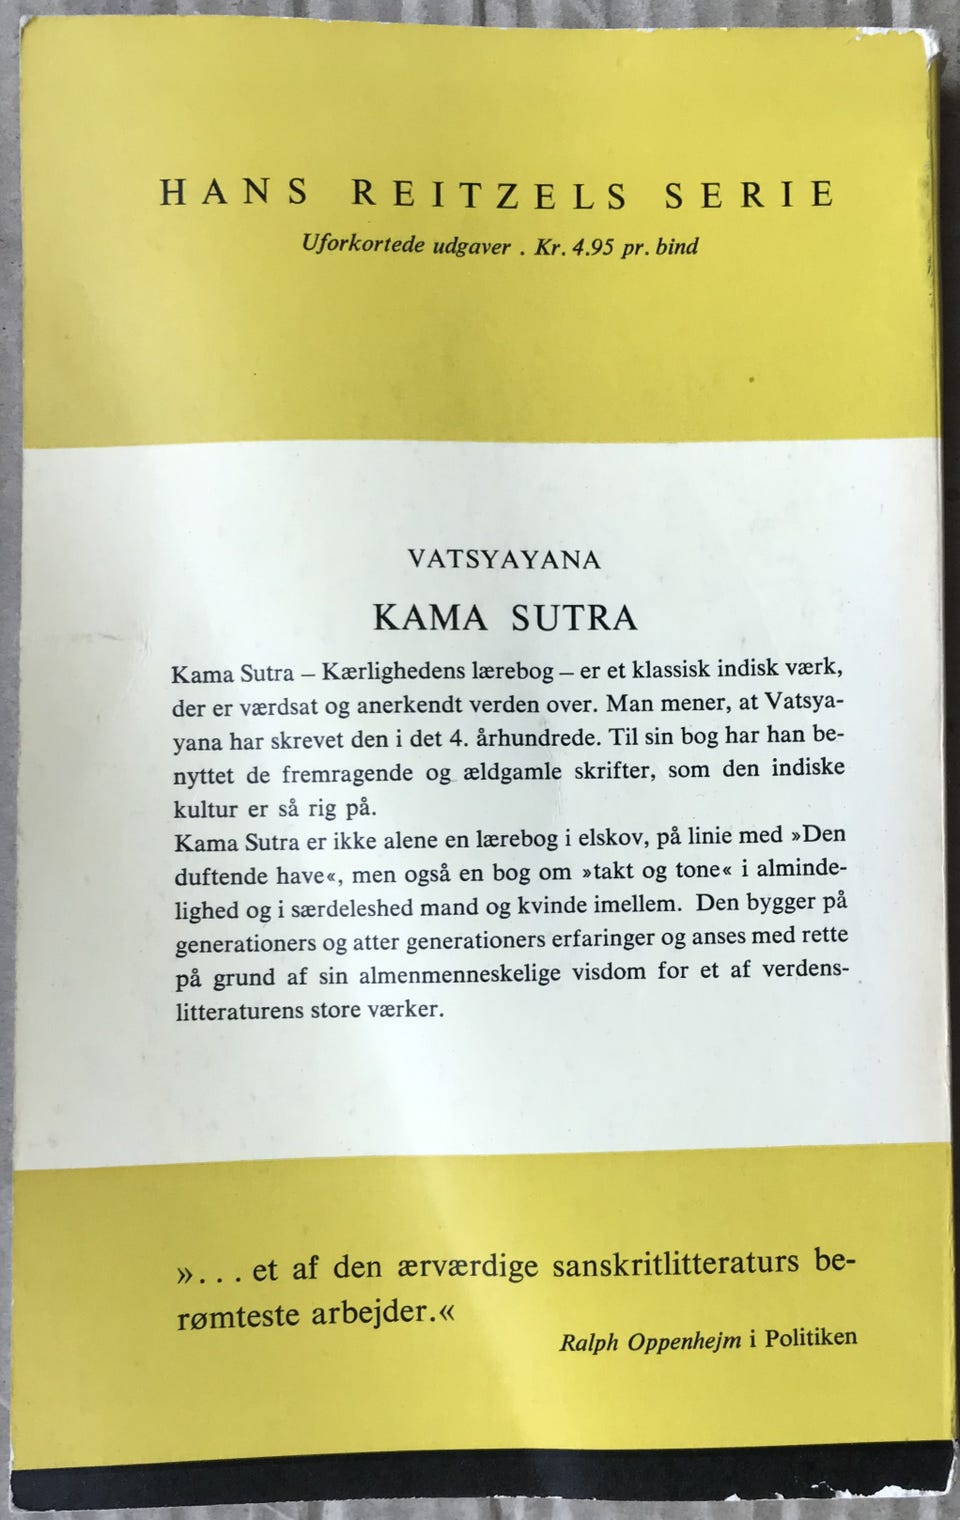 HANS REITZELS SERIE
Uforkortede udgaver . Kr. 4.95 pr. bind
VATSYAYANA
KAMA SUTRA
Kama Sutra – Kærlighedens lærebog – er et klassisk indisk værk,
der er værdsat og anerkendt verden over. Man mener, at Vatsya-
yana har skrevet den i det 4. århundrede. Til sin bog har han be-
nyttet de fremragende og ældgamle skrifter, som den indiske
kultur er så rig på.
Kama Sutra er ikke alene en lærebog i elskov, på linie med »Den
duftende have«, men også en bog om »takt og tone« i alminde-
lighed og i særdeleshed mand og kvinde imellem. Den bygger på
generationers og atter generationers erfaringer og anses med rette
på grund af sin almenmenneskelige visdom for et af verdens-
litteraturens store værker.
»... et af den ærværdige sanskritlitteraturs be-
rømteste arbejder.«
Ralph Oppenhejm i Politiken